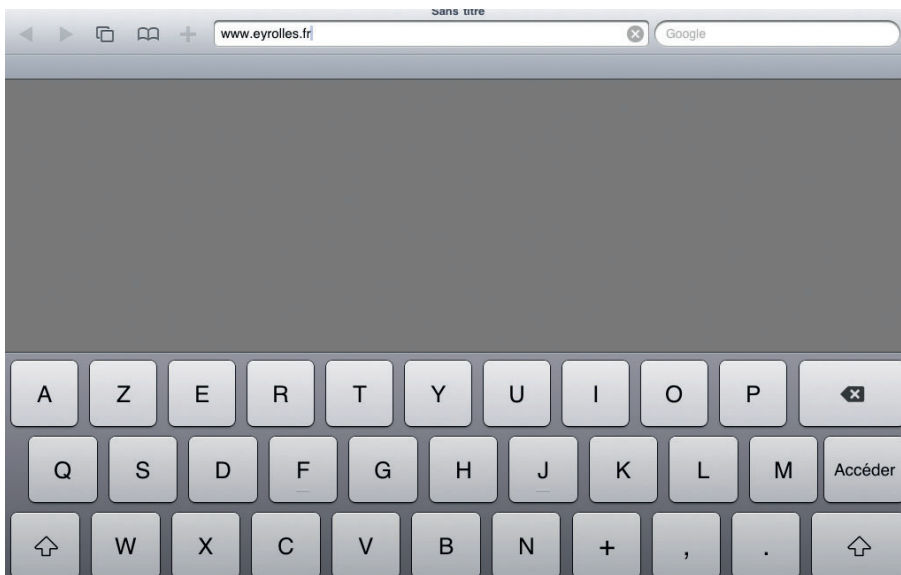 Sans titre
www.eyrolles.fr Google
A Z E R T Y U I O P
Q S D F G H J K L M Accéder
W X C V B N + , .